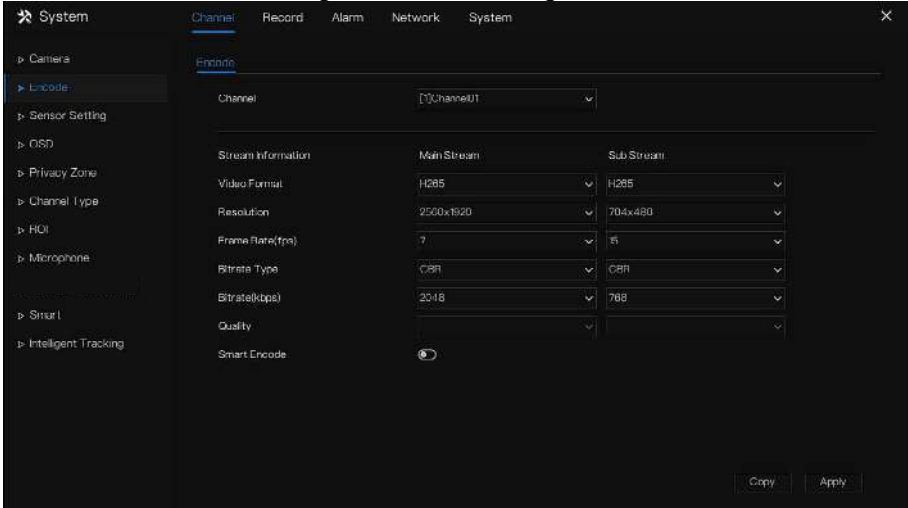 System Channel Record Alarm Network System
Camera
Encode
Sensor Setting
OSD
Privacy Zone
Channel Type
ROI
Microphone
Smart
Intelligent Tracking
Encode
Channel [1]Channel01
Stream Information Main Stream Sub Stream
Video Format H265 H265
Resolution 2560x1920 704x480
Frame Rate(fps) 7 15
Bitrate Type CBR CBR
Bitrate(kbps) 2048 768
Quality
Smart Encode
Copy Apply